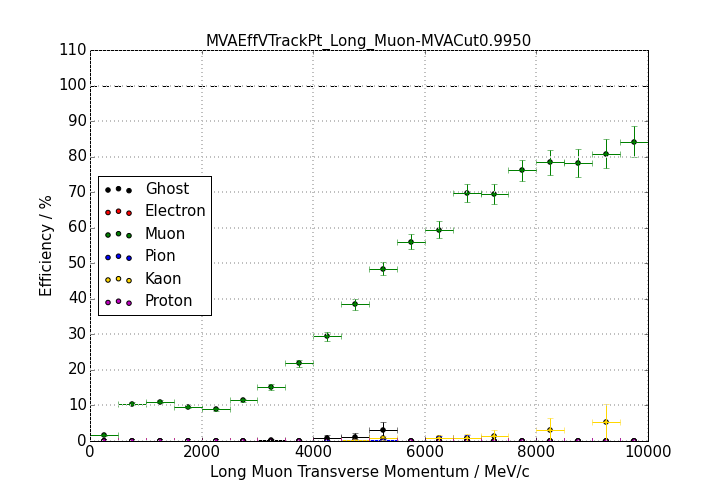 MVAEffVTrackPt_Long_Muon-MVACut0.9950
110
100
90
80
70
60
50
40
30
20
10
0
Efficiency / %
Ghost
Electron
Muon
Pion
Kaon
Proton
0 2000 4000 6000 8000 10000
Long Muon Transverse Momentum / MeV/c